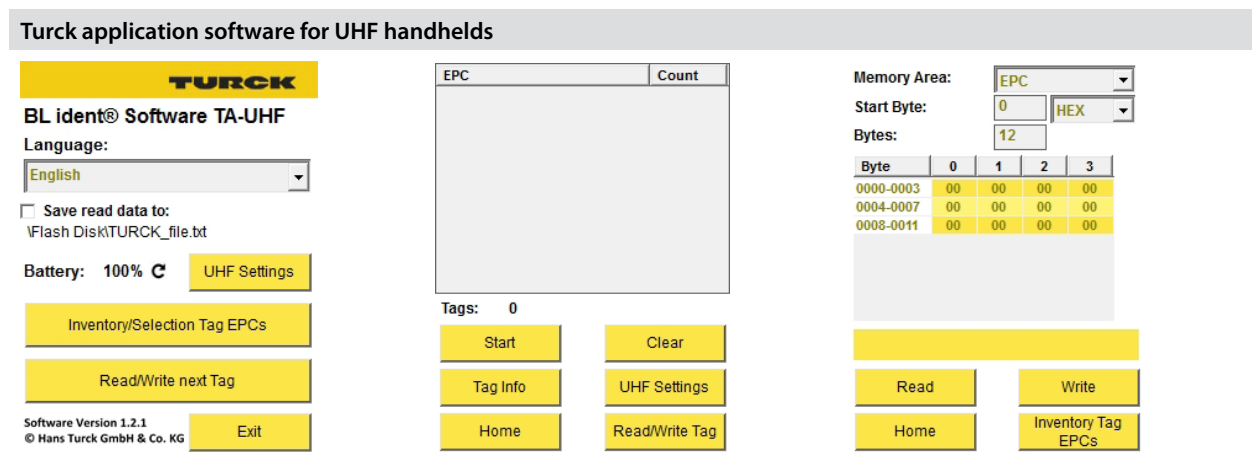 Turck application software for UHF handhelds
TURCK
BL ident® Software TA-UHF
Language:
English
Save read data to:
\Flash Disk\TURCK_file.txt
Battery: 100%
UHF Settings
Inventory/Selection Tag EPCs
Read/Write next Tag
Software Version 1.2.1
© Hans Turck GmbH & Co. KG
Exit
EPC Count
Tags: 0
Start Clear
Tag Info UHF Settings
Home Read/Write Tag
Memory Area: EPC
Start Byte: 0 HEX
Bytes: 12
Byte 0 1 2 3
0000-0003 00 00 00 00
0004-0007 00 00 00 00
0008-0011 00 00 00 00
Read Write
Home Inventory Tag
EPCs